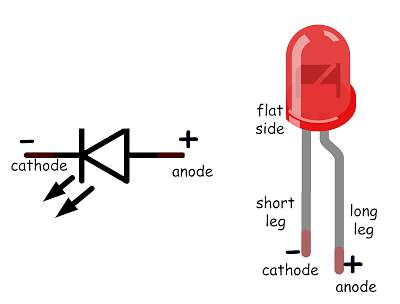 −
cathode
+
anode
flat
side
short
leg
long
leg
−
cathode
+
anode